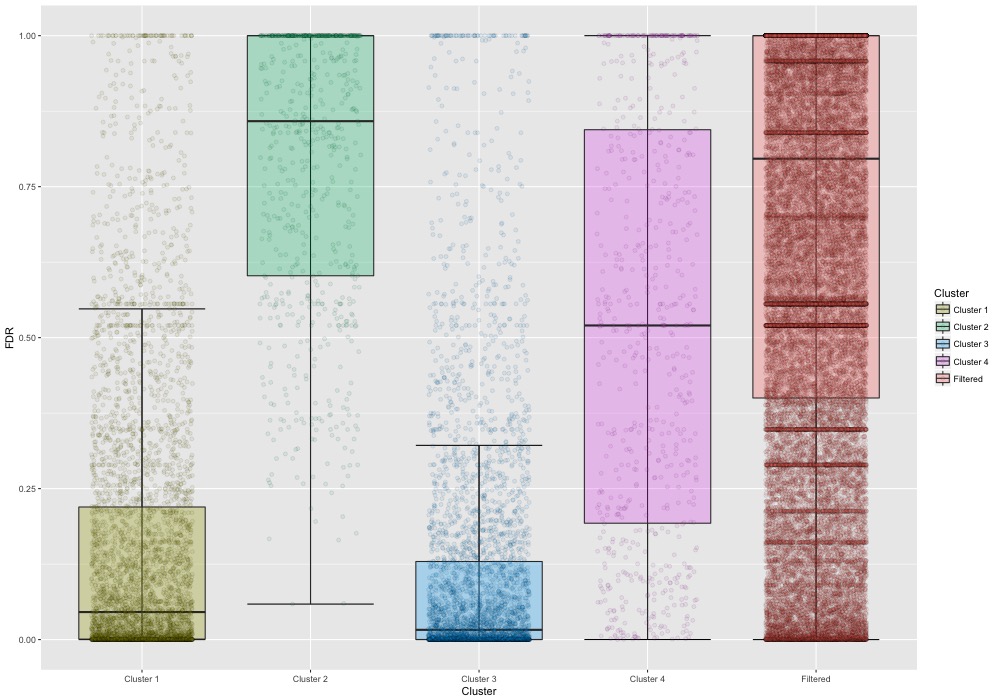 FDR
1.00
0.75
0.50
0.25
0.00
Cluster 1
Cluster 2
Cluster 3
Cluster 4
Filtered
Cluster
Cluster
Cluster 1
Cluster 2
Cluster 3
Cluster 4
Filtered